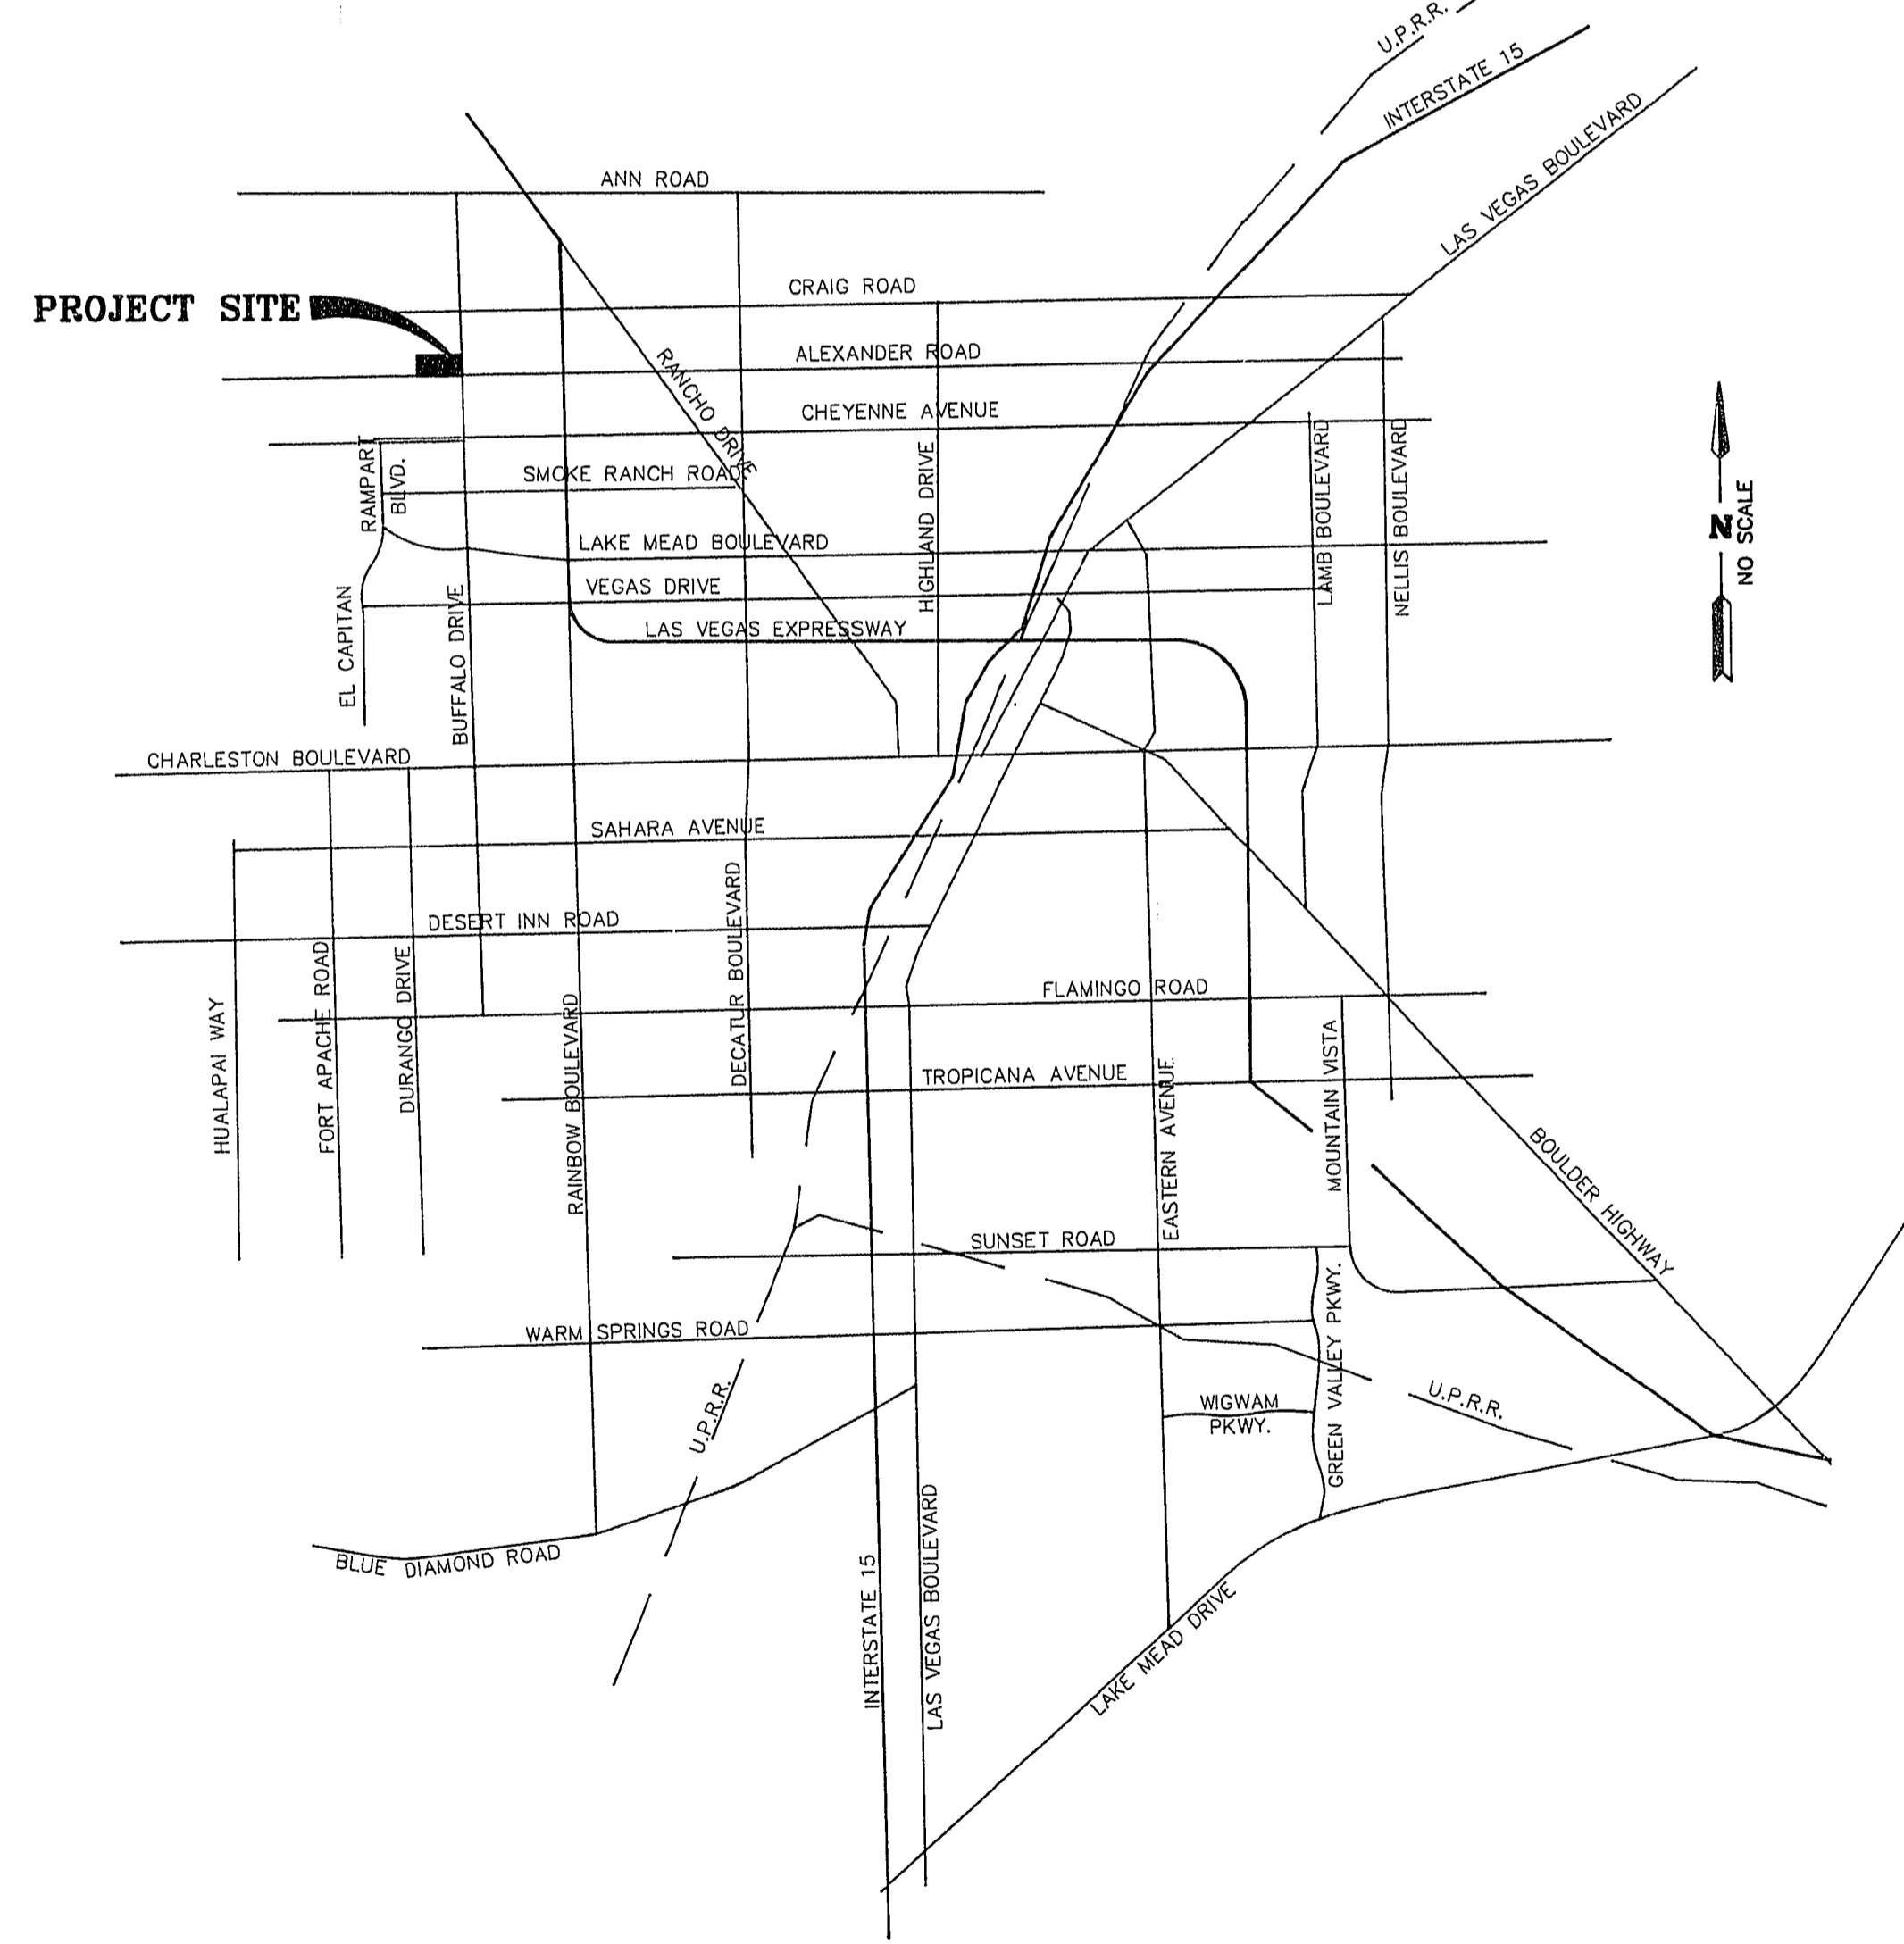 U.P.R.R.
INTERSTATE 15
LAS VEGAS BOULEVARD
ANN ROAD
CRAIG ROAD
PROJECT SITE
ALEXANDER ROAD
RANCHO DRIVE
CHEYENNE AVENUE
SMOKE RANCH ROAD
RAMPART
BLVD.
HIGHLAND DRIVE
LAMB BOULEVARD
NELLIS BOULEVARD
N
NO SCALE
LAKE MEAD BOULEVARD
VEGAS DRIVE
LAS VEGAS EXPRESSWAY
EL CAPITAN
BUFFALO DRIVE
CHARLESTON BOULEVARD
SAHARA AVENUE
DESERT INN ROAD
DECATUR BOULEVARD
FLAMINGO ROAD
HUALAPAI WAY
FORT APACHE ROAD
DURANGO DRIVE
RAINBOW BOULEVARD
TROPICANA AVENUE
EASTERN AVENUE
MOUNTAIN VISTA
BOULDER HIGHWAY
SUNSET ROAD
WARM SPRINGS ROAD
GREEN VALLEY PKWY.
U.P.R.R.
WIGWAM
PKWY.
U.P.R.R.
BLUE DIAMOND ROAD
INTERSTATE 15
LAS VEGAS BOULEVARD
LAKE MEAD DRIVE